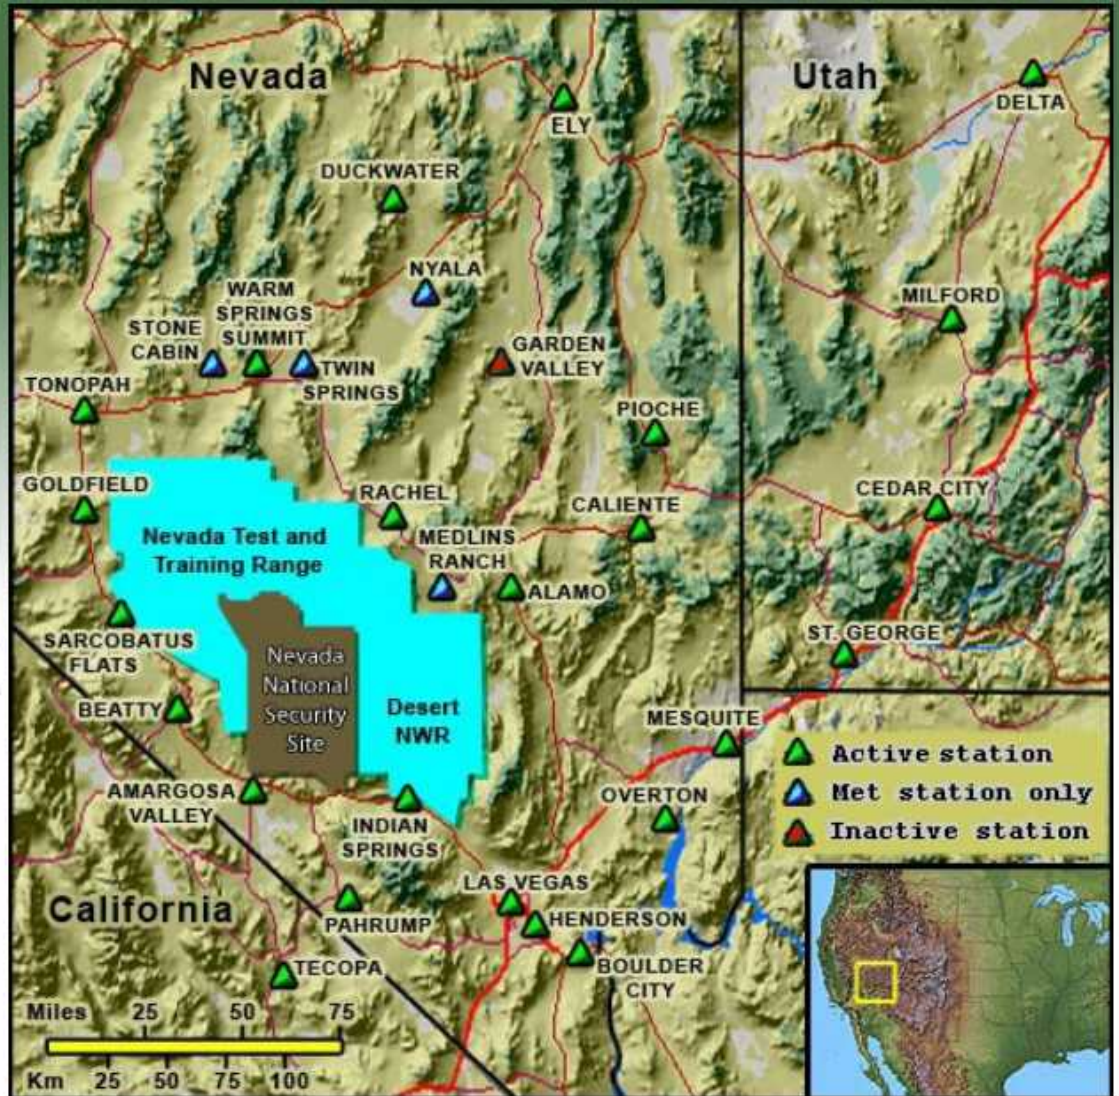 Nevada
Utah
DELTA
ELY
DUCKWATER
NYALA
WARM
SPRINGS
SUMMIT
STONE
CABIN
TWIN
SPRINGS
GARDEN
VALLEY
MILFORD
TONOPAH
PIOCHE
GOLDFIELD
RACHEL
CALIENTE
CEDAR CITY
Nevada Test and
Training Range
MEDLINS
RANCH
ALAMO
SARCOBATUS
FLATS
ST. GEORGE
Nevada
National
Security
Site
Desert
NWR
BEATTY
MESQUITE
Active station
Met station only
Inactive station
AMARGOSA
VALLEY
OVERTON
INDIAN
SPRINGS
LAS VEGAS
California
PAHRUMP
HENDERSON
TECOPA
BOULDER
CITY
Miles 25 50 75
Km 25 50 75 100